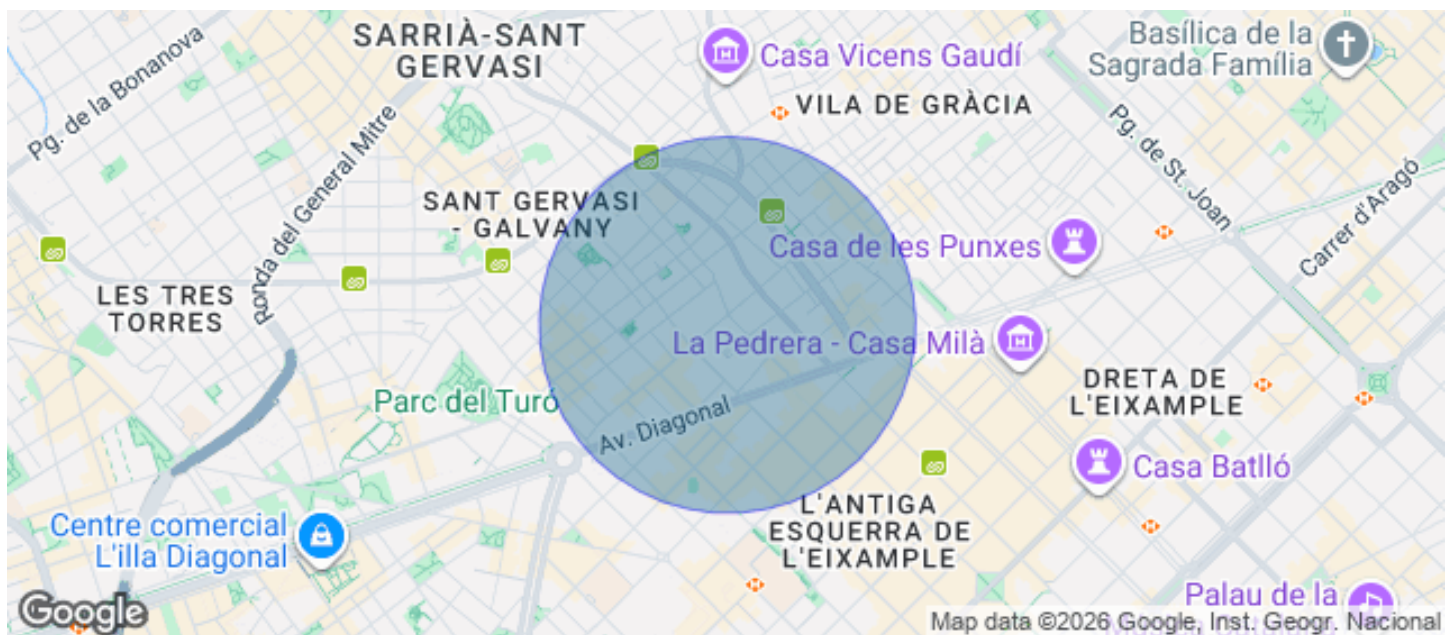 SARRIÀ-SANT
GERVASI
Pg. de la Bonanova
Casa Vicens Gaudí
Basílica de la
Sagrada Família
VILA DE GRÀCIA
Ronda del General Mitre
Pg. de St. Joan
Carrer d'Aragó
SANT GERVASI
- GALVANY
Casa de les Punxes
LES TRES
TORRES
La Pedrera - Casa Milà
Parc del Turó
Av. Diagonal
DRETA DE
L'EIXAMPLE
Casa Batlló
Centre comercial
L'illa Diagonal
L'ANTIGA
ESQUERRA DE
L'EIXAMPLE
Palau de la
Google
Map data ©2026 Google, Inst. Geogr. Nacional